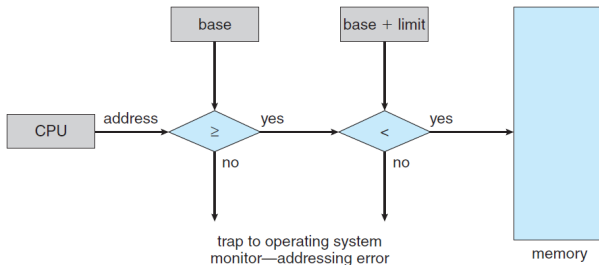 base
base + limit
CPU
address
≥
yes
<
yes
no
no
trap to operating system
monitor—addressing error
memory